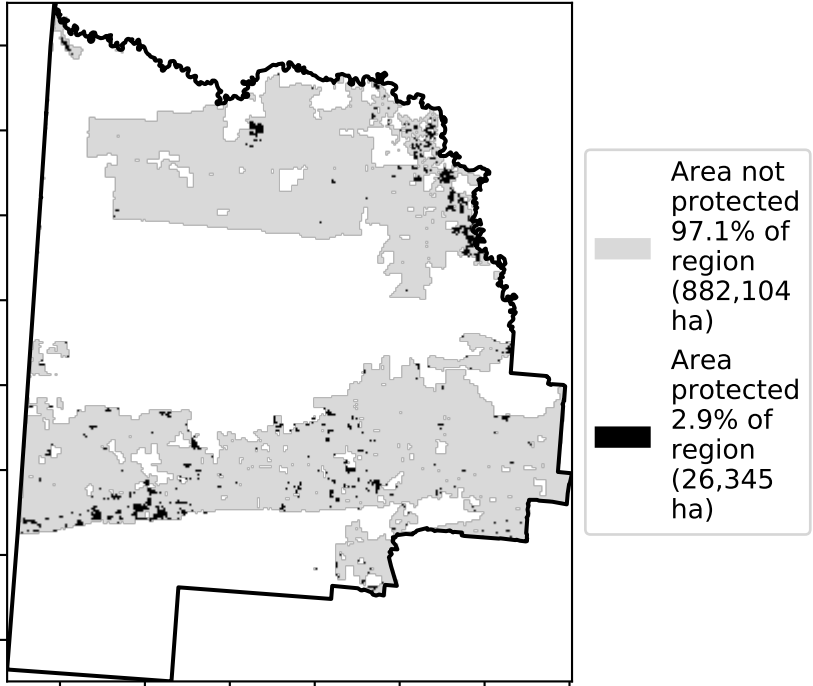 Area not
protected
97.1% of
region
(882,104
ha)
Area
protected
2.9% of
region
(26,345
ha)